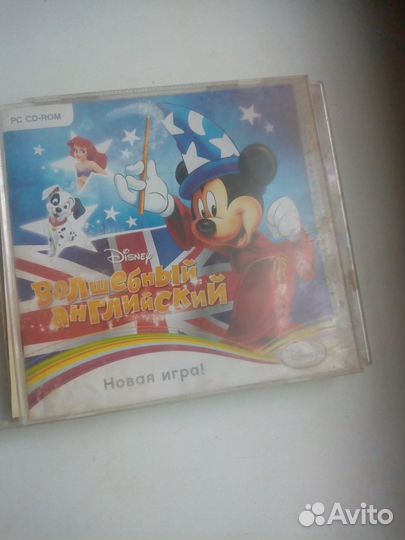 PC CD-ROM
Disney
Волшебный
английский
Новая игра!
Avito